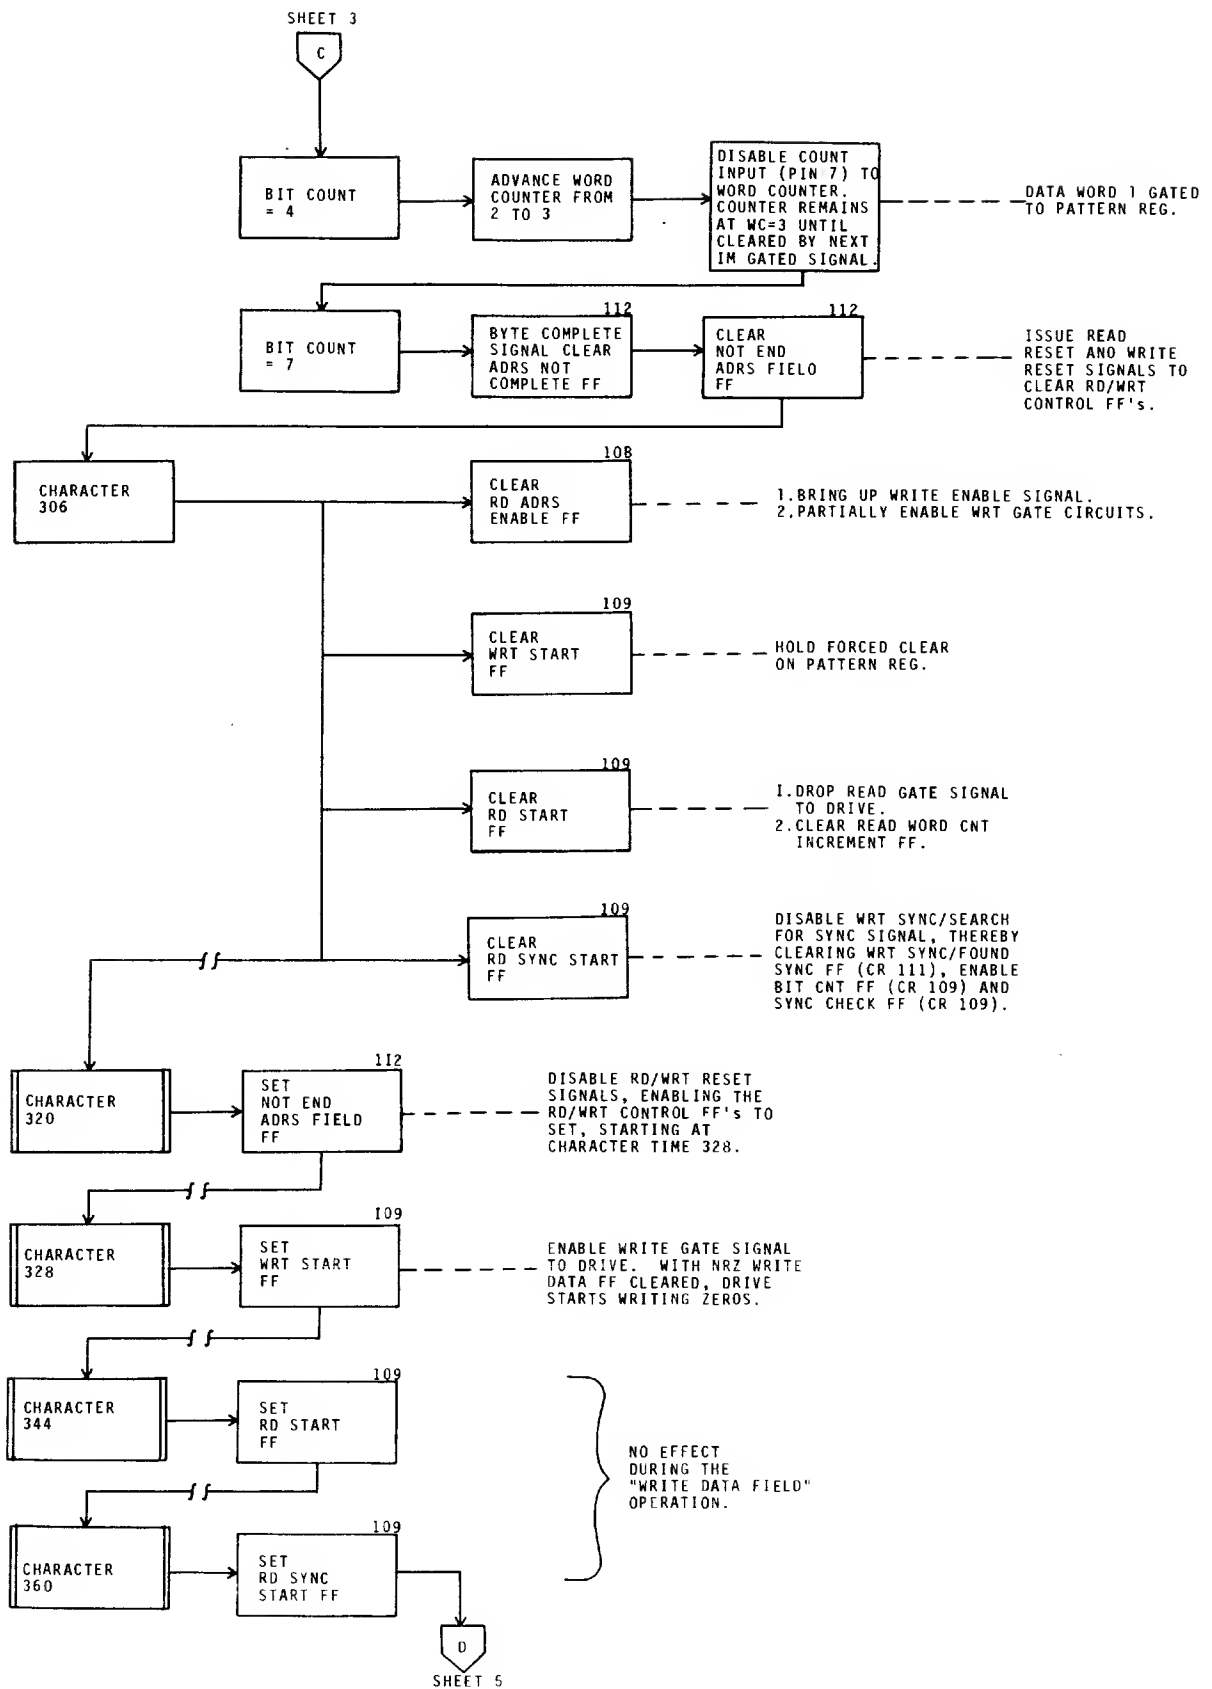 SHEET 3
C
BIT COUNT
= 4
ADVANCE WORD
COUNTER FROM
2 TO 3
DISABLE COUNT
INPUT (PIN 7) TO
WORD COUNTER.
COUNTER REMAINS
AT WC=3 UNTIL
CLEARED BY NEXT
IM GATED SIGNAL.
DATA WORD 1 GATED
TO PATTERN REG.
BIT COUNT
= 7
112
BYTE COMPLETE
SIGNAL CLEAR
ADRS NOT
COMPLETE FF
112
CLEAR
NOT END
ADRS FIELD
FF
ISSUE READ
RESET AND WRITE
RESET SIGNALS TO
CLEAR RD/WRT
CONTROL FF's.
CHARACTER
306
108
CLEAR
RD ADRS
ENABLE FF
1.BRING UP WRITE ENABLE SIGNAL.
2.PARTIALLY ENABLE WRT GATE CIRCUITS.
109
CLEAR
WRT START
FF
HOLD FORCED CLEAR
ON PATTERN REG.
109
CLEAR
RD START
FF
1.DROP READ GATE SIGNAL
TO DRIVE.
2.CLEAR READ WORD CNT
INCREMENT FF.
109
CLEAR
RD SYNC START
FF
DISABLE WRT SYNC/SEARCH
FOR SYNC SIGNAL, THEREBY
CLEARING WRT SYNC/FOUND
SYNC FF (CR 111), ENABLE
BIT CNT FF (CR 109) AND
SYNC CHECK FF (CR 109).
CHARACTER
320
112
SET
NOT END
ADRS FIELD
FF
DISABLE RD/WRT RESET
SIGNALS, ENABLING THE
RD/WRT CONTROL FF's TO
SET, STARTING AT
CHARACTER TIME 328.
CHARACTER
328
109
SET
WRT START
FF
ENABLE WRITE GATE SIGNAL
TO DRIVE. WITH NRZ WRITE
DATA FF CLEARED, DRIVE
STARTS WRITING ZEROS.
CHARACTER
344
109
SET
RD START
FF
NO EFFECT
DURING THE
"WRITE DATA FIELD"
OPERATION.
CHARACTER
360
109
SET
RD SYNC
START FF
D
SHEET 5